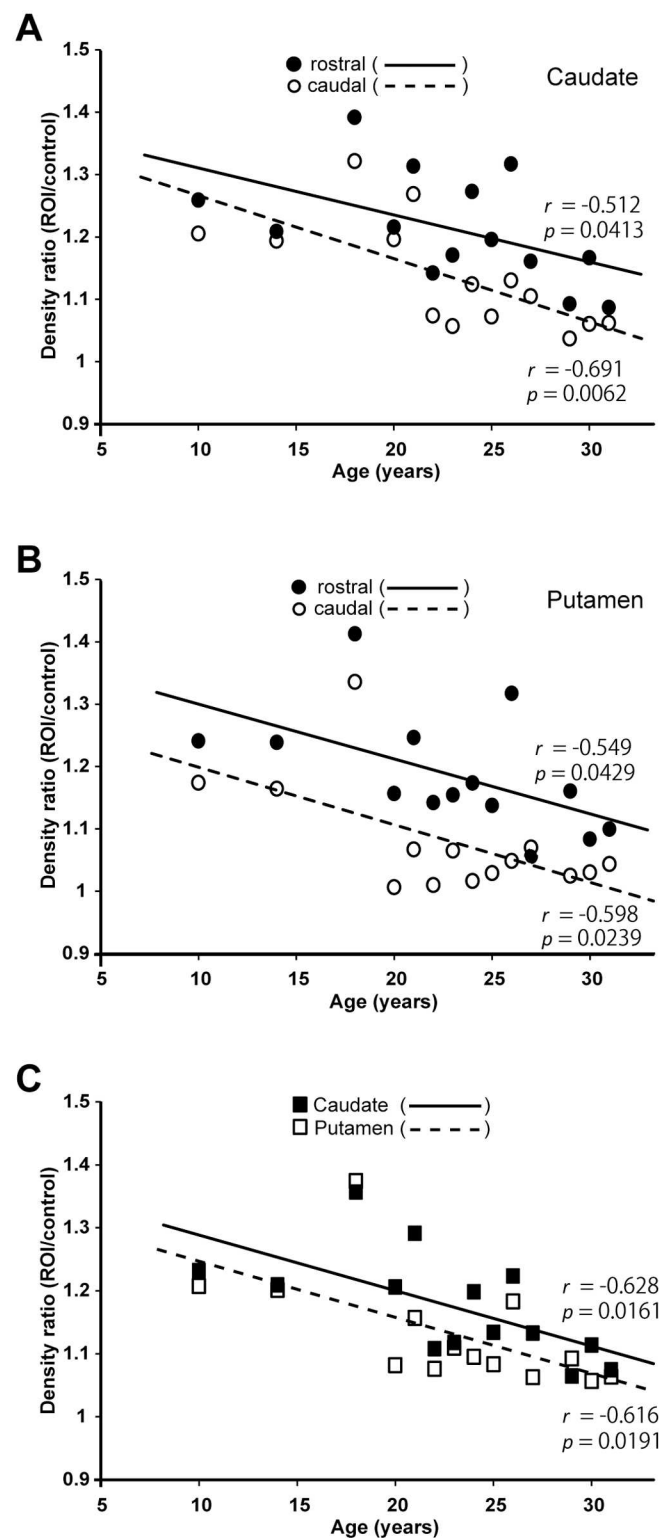 A
1.5
1.4
1.3
1.2
1.1
1
0.9
Density ratio (ROI/control)
rostral ( )
caudal ( )
Caudate
r = -0.512
p = 0.0413
r = -0.691
p = 0.0062
5 10 15 20 25 30
Age (years)
B
1.5
1.4
1.3
1.2
1.1
1
0.9
Density ratio (ROI/control)
rostral ( )
caudal ( )
Putamen
r = -0.549
p = 0.0429
r = -0.598
p = 0.0239
5 10 15 20 25 30
Age (years)
C
1.5
1.4
1.3
1.2
1.1
1
0.9
Density ratio (ROI/control)
Caudate ( )
Putamen ( )
r = -0.628
p = 0.0161
r = -0.616
p = 0.0191
5 10 15 20 25 30
Age (years)